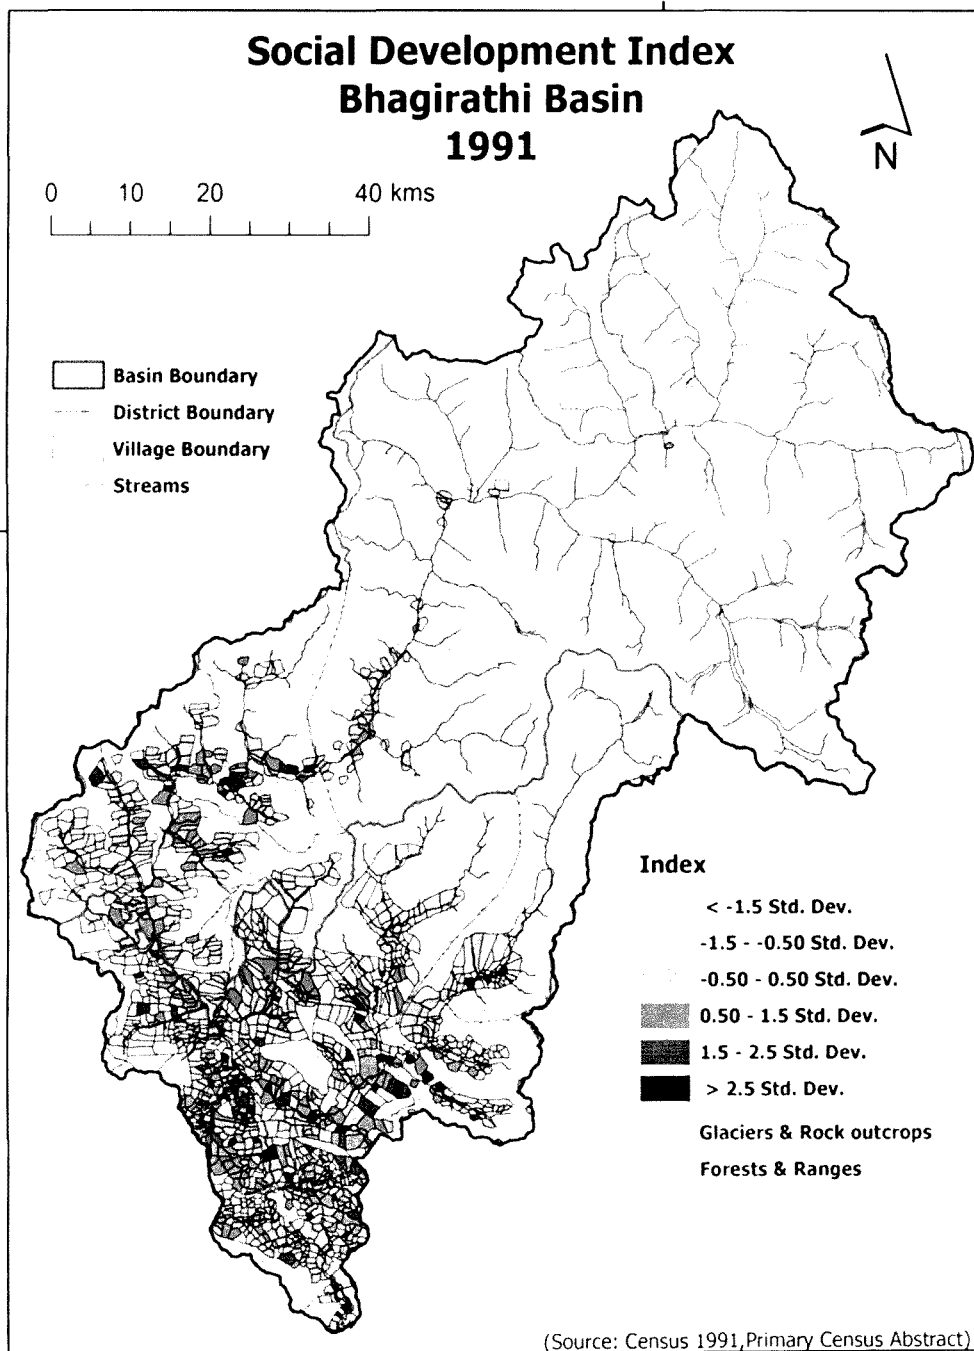 Social Development Index
Bhagirathi Basin
1991
N
0 10 20 40 kms
Basin Boundary
District Boundary
Village Boundary
Streams
Index
< -1.5 Std. Dev.
-1.5 - -0.50 Std. Dev.
-0.50 - 0.50 Std. Dev.
0.50 - 1.5 Std. Dev.
1.5 - 2.5 Std. Dev.
> 2.5 Std. Dev.
Glaciers & Rock outcrops
Forests & Ranges
(Source: Census 1991,Primary Census Abstract)